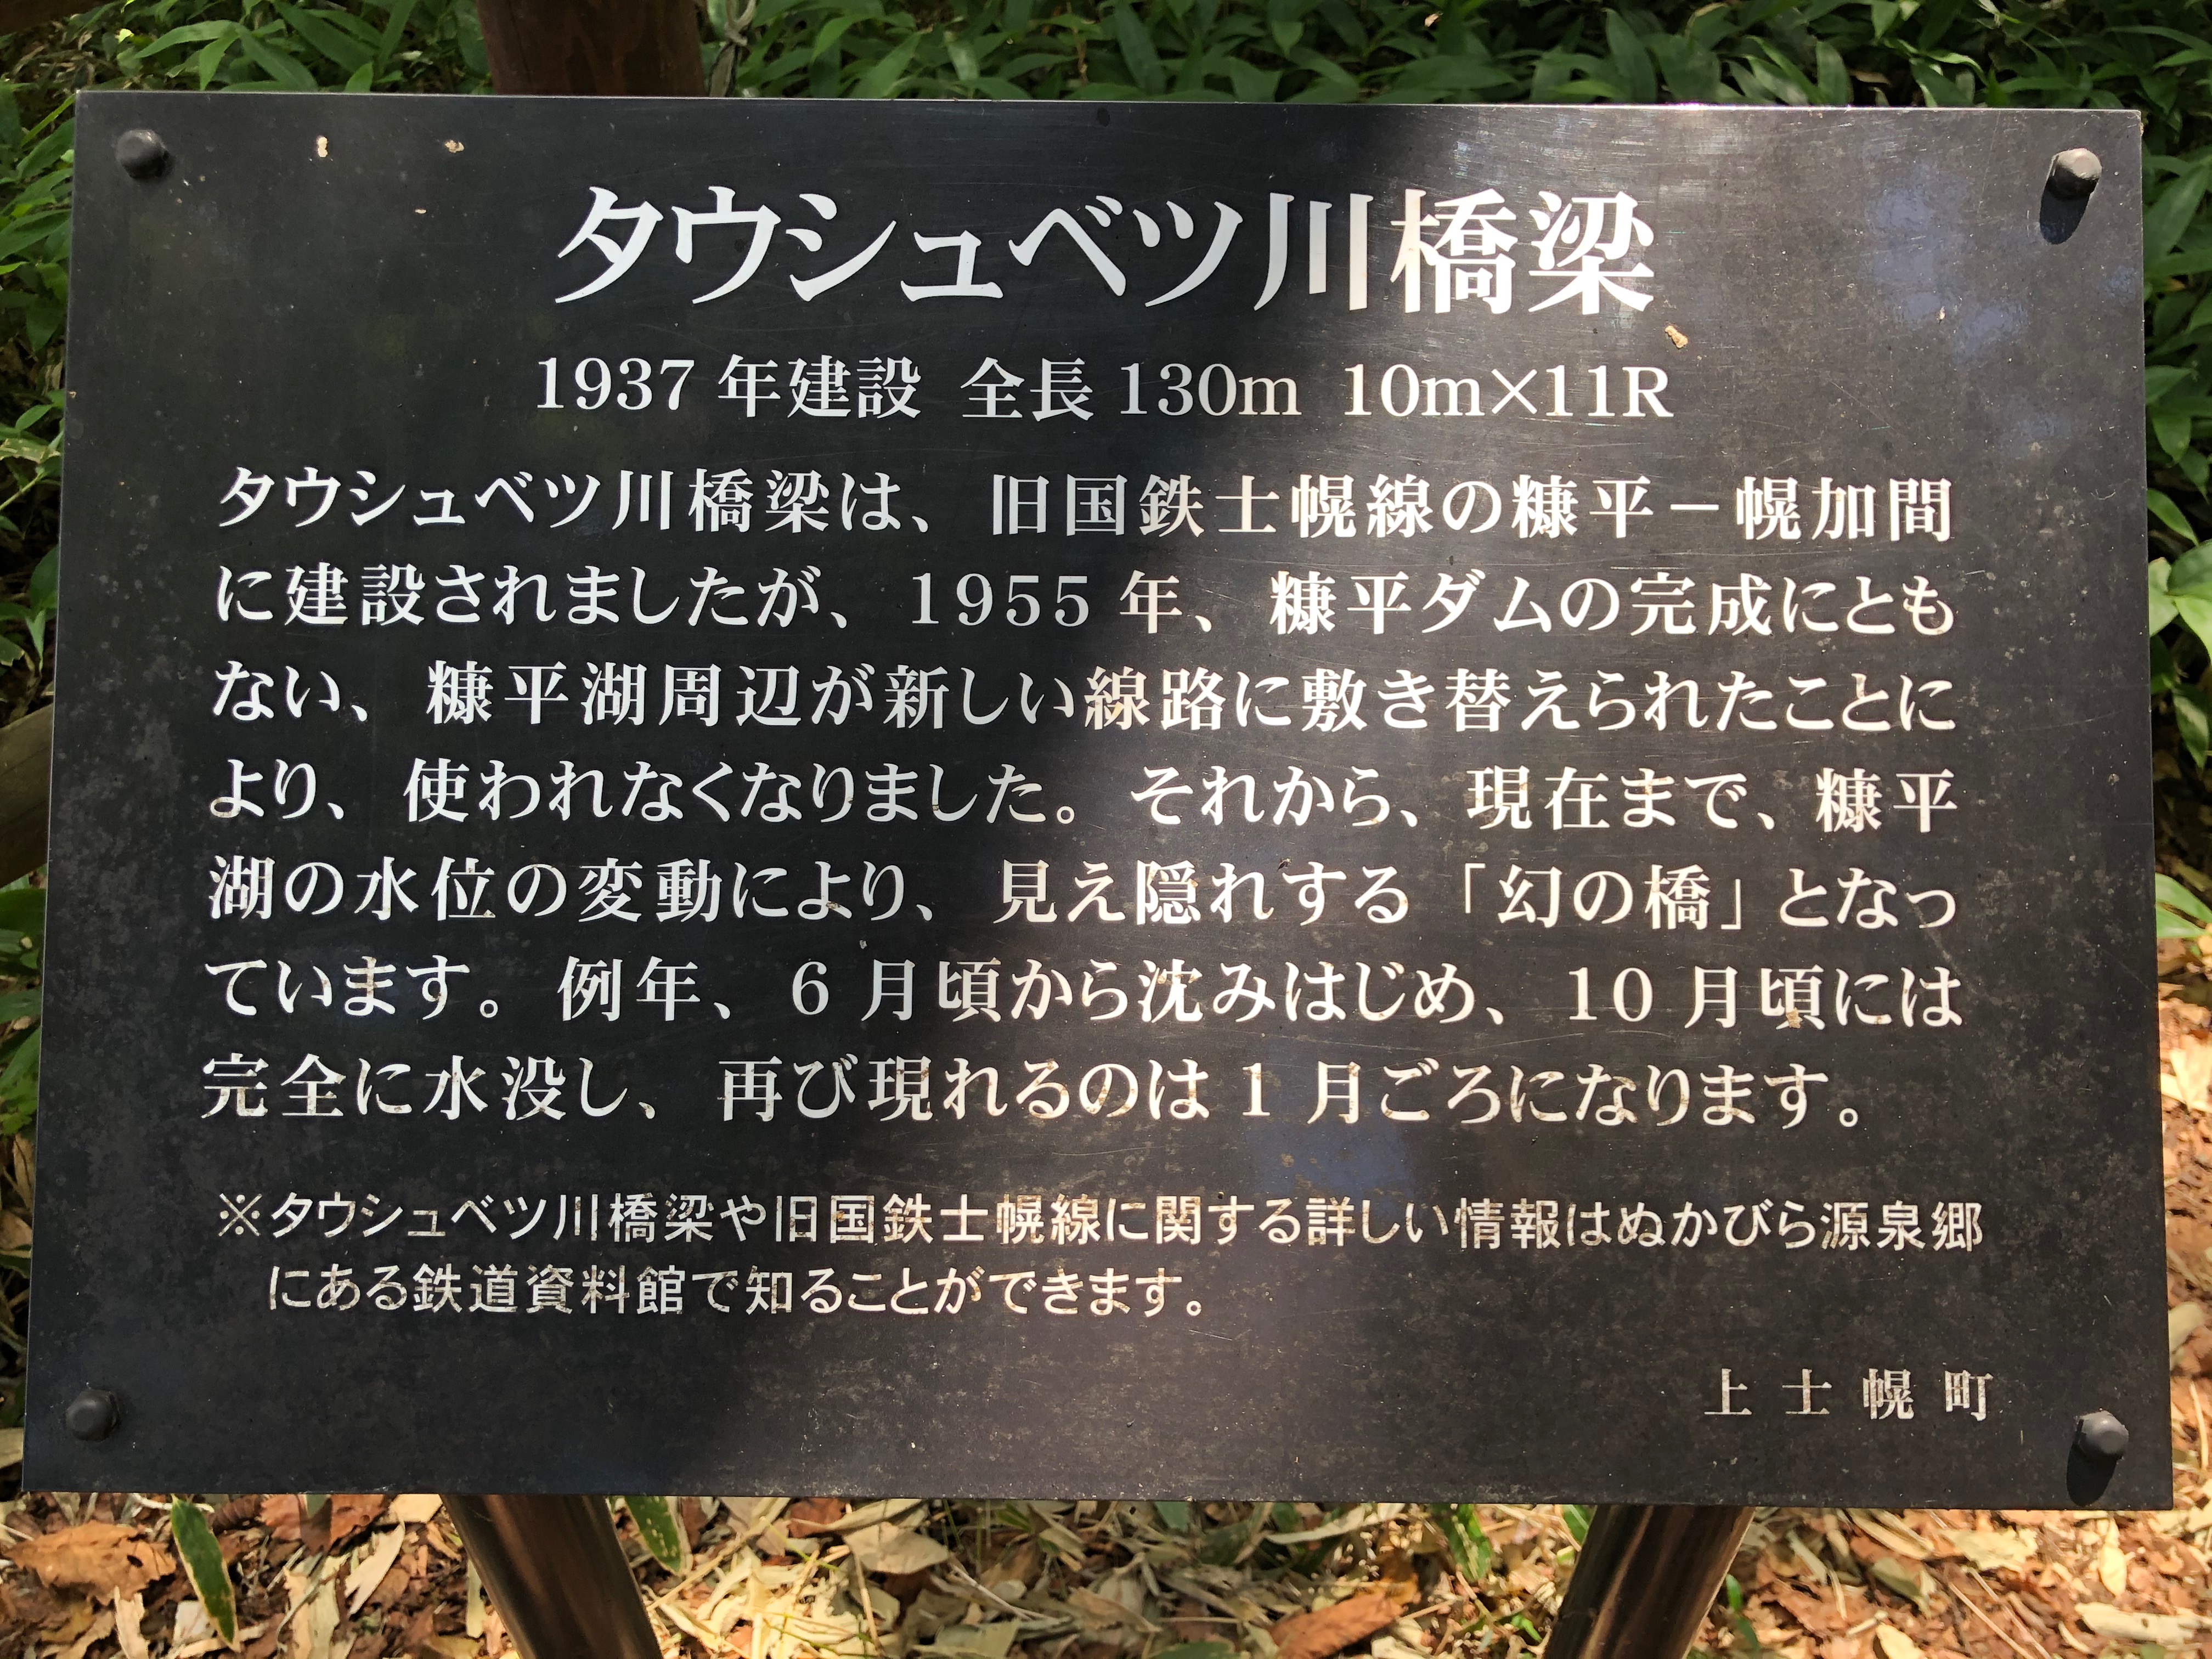 タウシュベツ川橋梁
1937年建設 全長130m 10m×11R
タウシュベツ川橋梁は、旧国鉄士幌線の糠平－幌加間
に建設されましたが、1955年、糠平ダムの完成にとも
ない、糠平湖周辺が新しい線路に敷き替えられたことに
より、使われなくなりました。それから、現在まで、糠平
湖の水位の変動により、見え隠れする「幻の橋」となっ
ています。例年、6月頃から沈みはじめ、10月頃には
完全に水没し、再び現れるのは1月ごろになります。
※タウシュベツ川橋梁や旧国鉄士幌線に関する詳しい情報はぬかびら源泉郷
にある鉄道資料館で知ることができます。
上士幌町